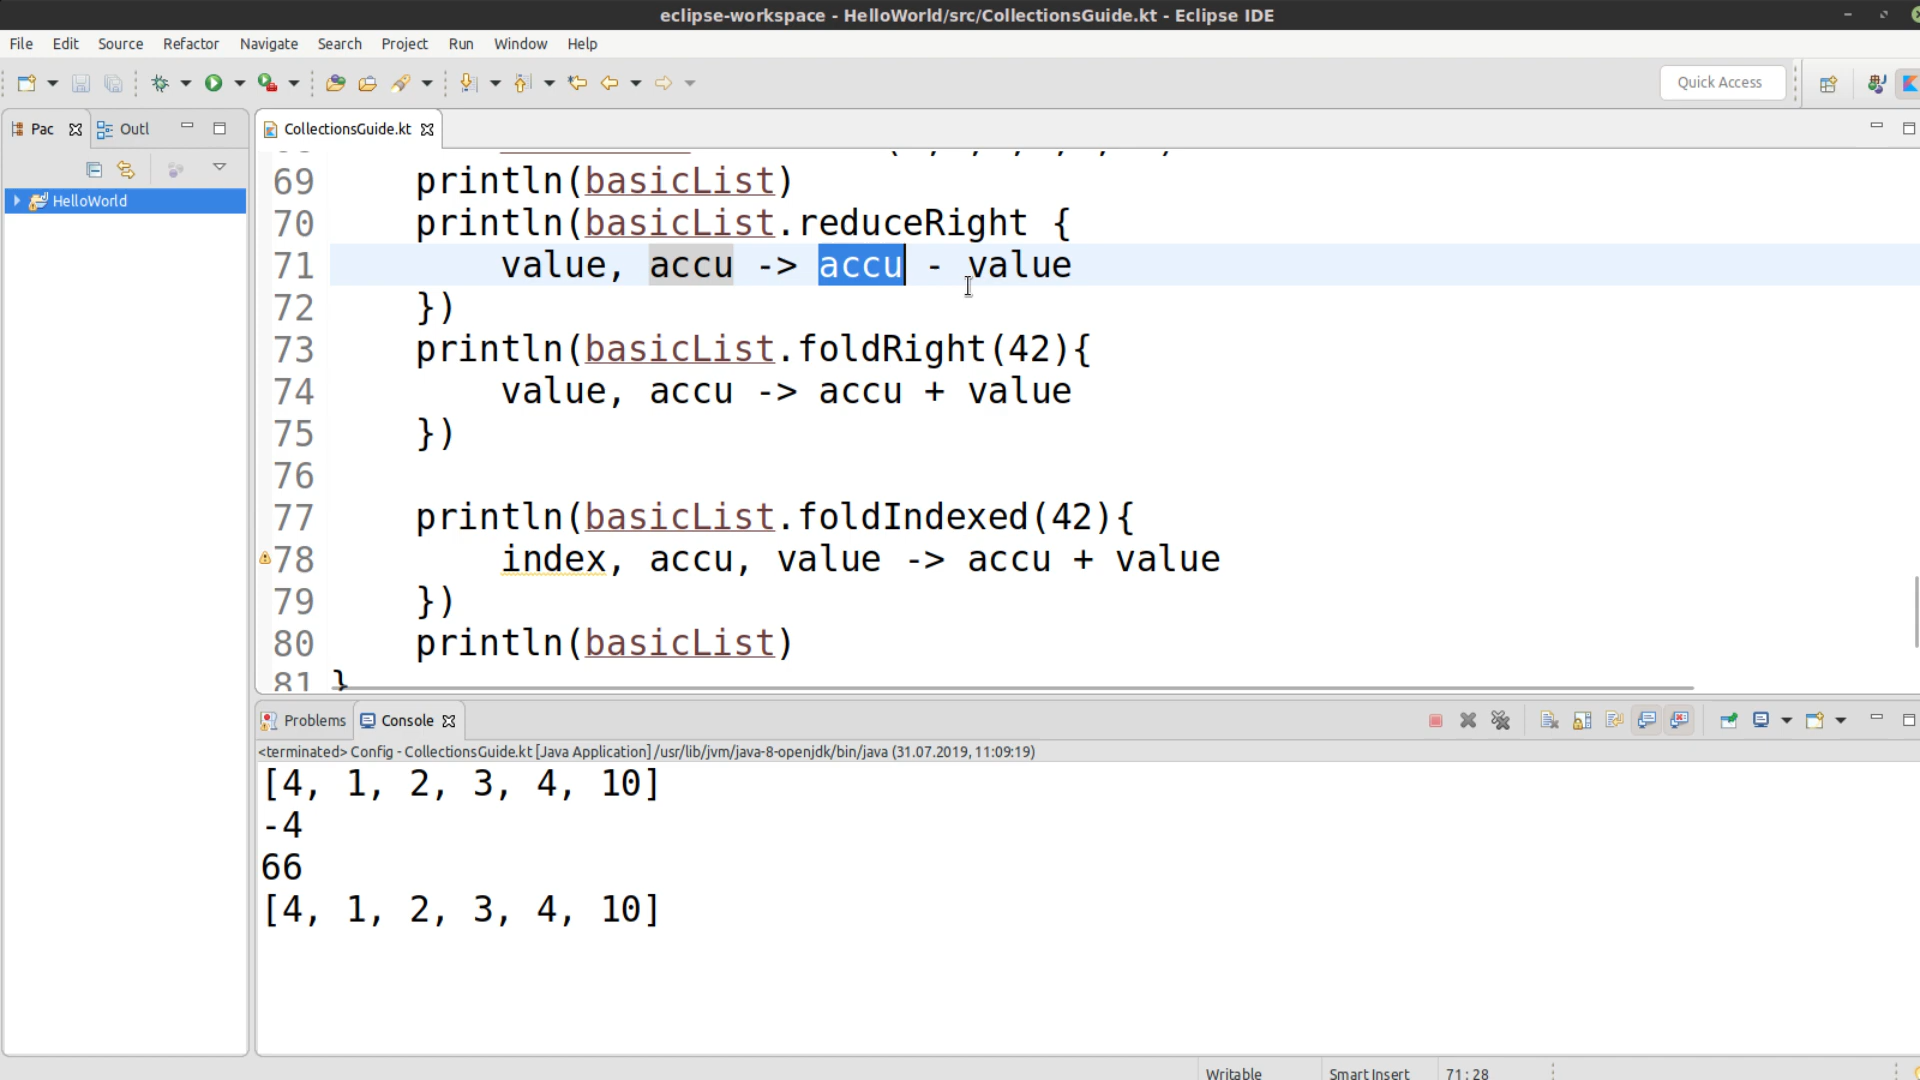 eclipse-workspace - HelloWorld/src/CollectionsGuide.kt - Eclipse IDE
File Edit Source Refactor Navigate Search Project Run Window Help
Quick Access
Pac Outl
CollectionsGuide.kt
HelloWorld
69 println(basicList)
70 println(basicList.reduceRight {
71 value, accu -> accu - value
72 })
73 println(basicList.foldRight(42){
74 value, accu -> accu + value
75 })
76
77 println(basicList.foldIndexed(42){
78 index, accu, value -> accu + value
79 })
80 println(basicList)
81 }
Problems Console
<terminated> Config - CollectionsGuide.kt [Java Application] /usr/lib/jvm/java-8-openjdk/bin/java (31.07.2019, 11:09:19)
[4, 1, 2, 3, 4, 10]
-4
66
[4, 1, 2, 3, 4, 10]
Writable Smart Insert 71:28